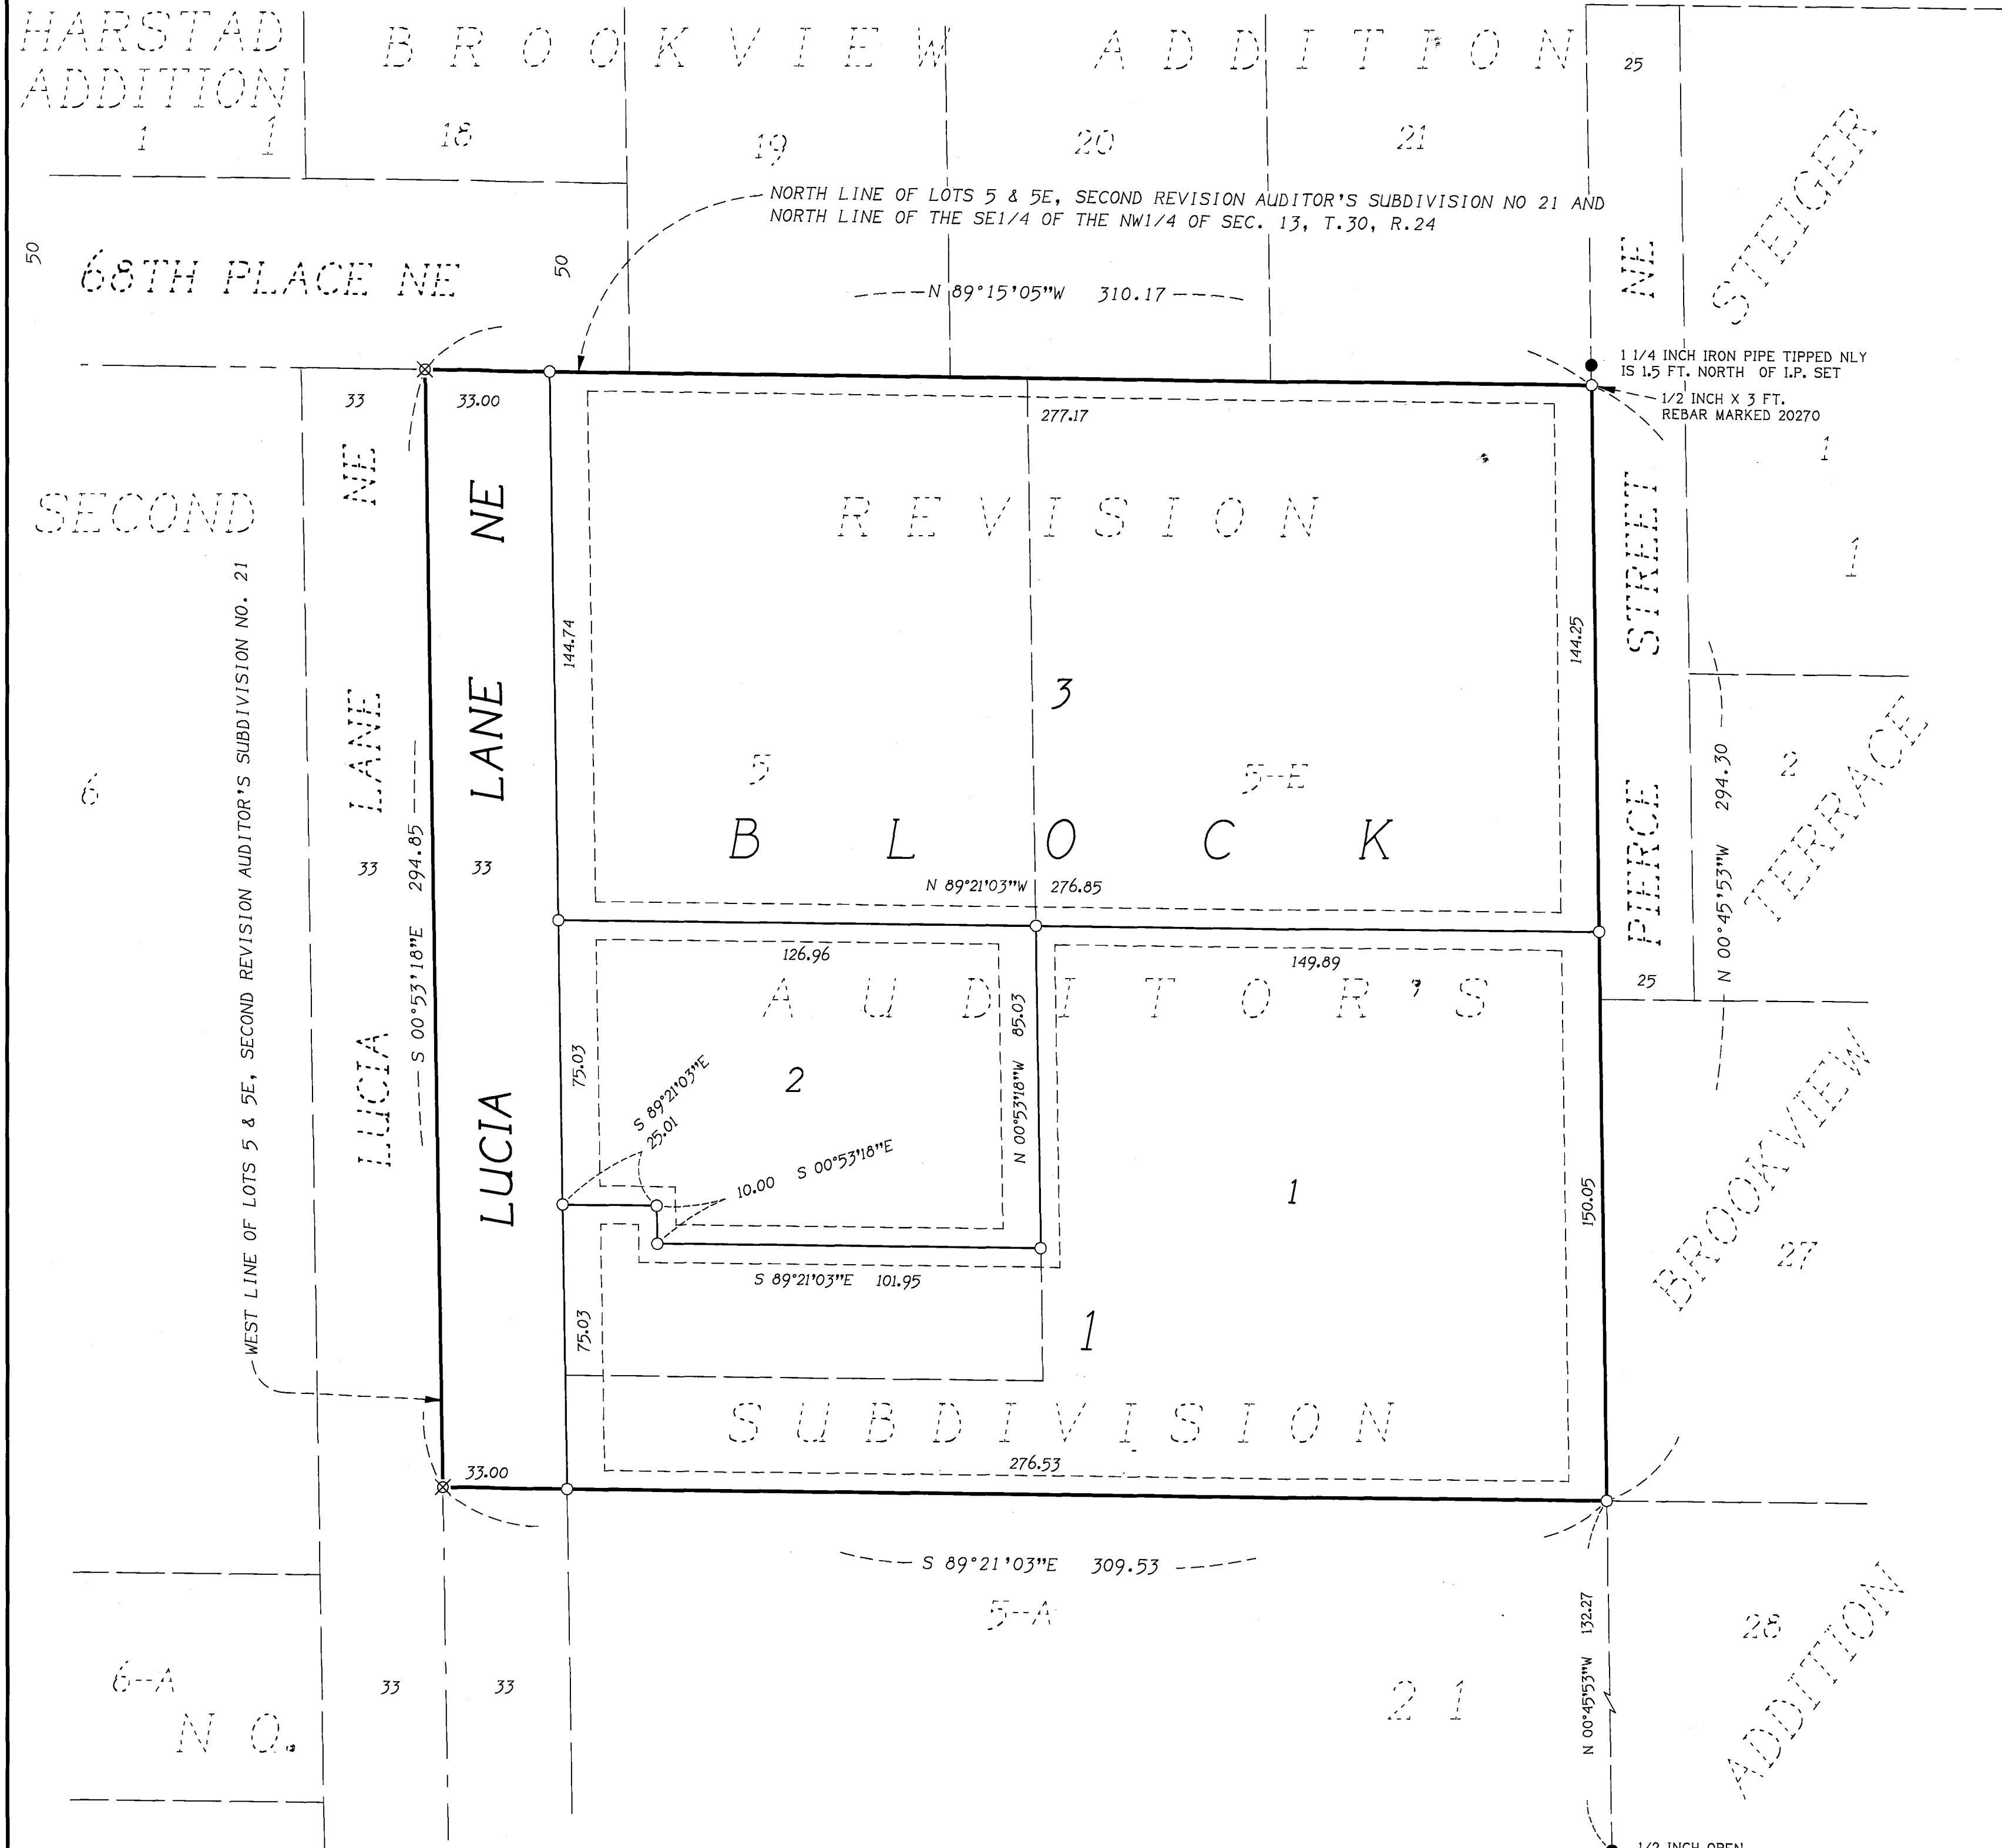 HARSTAD
ADDITION
BROOKVIEW ADDITION
25
1 1
18
19
20
21
STEIGER
NORTH LINE OF LOTS 5 & 5E, SECOND REVISION AUDITOR'S SUBDIVISION NO 21 AND
NORTH LINE OF THE SE1/4 OF THE NW1/4 OF SEC. 13, T.30, R.24
50
68TH PLACE NE
50
N 89°15'05"W 310.17
1 1/4 INCH IRON PIPE TIPPED NLY
IS 1.5 FT. NORTH OF I.P. SET
1/2 INCH X 3 FT.
REBAR MARKED 20270
33
33.00
277.17
1
SECOND
REVISION
1
WEST LINE OF LOTS 5 & 5E, SECOND REVISION AUDITOR'S SUBDIVISION NO. 21
LUCIA LANE NE
LUCIA LANE NE
PIERCE STREET NE
144.74
144.25
3
5
5--E
6
BLOCK
S 00°53'18"E 294.85
33
33
N 89°21'03"W 276.85
N 00°45'53"W 294.30
2
TERRACE
126.96
149.89
25
AUDITOR'S
75.03
N 00°53'18"W 85.03
2
S 89°21'03"E
25.01
10.00 S 00°53'18"E
1
150.05
BROOKVIEW
27
S 89°21'03"E 101.95
75.03
1
SUBDIVISION
33.00
276.53
S 89°21'03"E 309.53
5--A
N 00°45'53"W 132.27
28
ADDITION
6--A
33
33
NO.
21
1/2 INCH OPEN